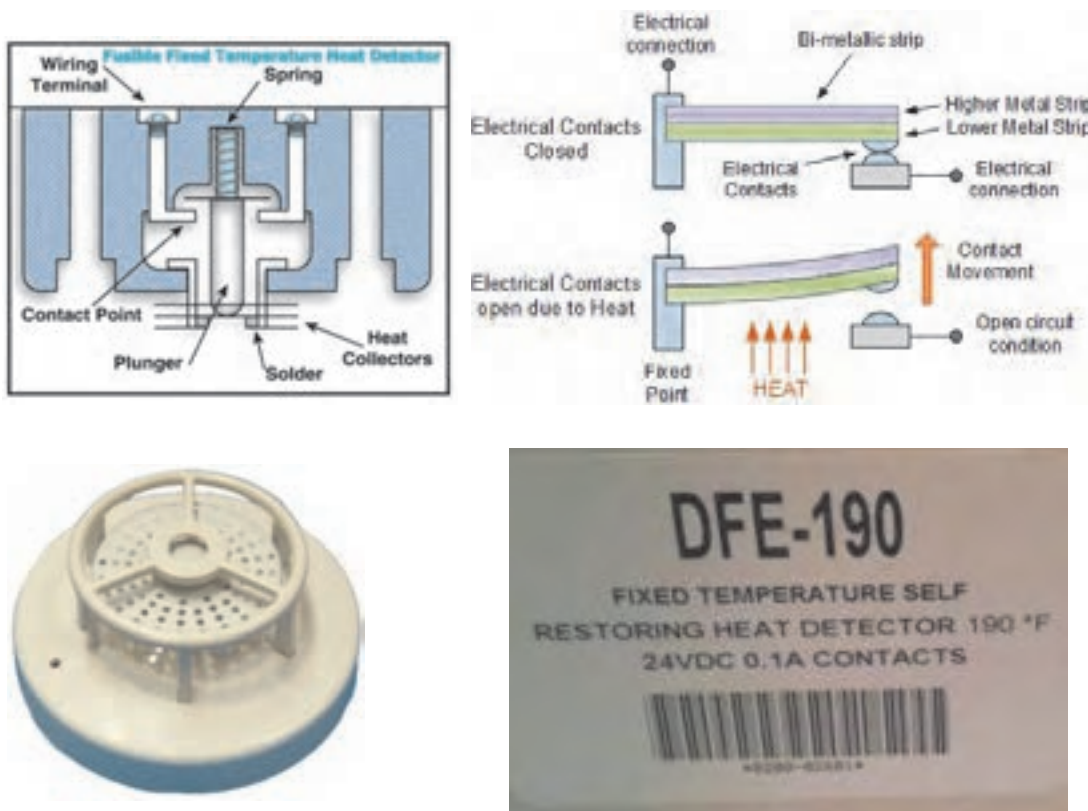 Fusible Fixed Temperature Heat Detector
Wiring
Terminal
Spring
Contact Point
Plunger
Solder
Heat
Collectors
Electrical
connection
Bi-metallic strip
Electrical Contacts
Closed
Higher Metal Strip
Lower Metal Strip
Electrical
Contacts
Electrical
connection
Electrical Contacts
open due to Heat
Contact
Movement
Open circuit
condition
Fixed
Point
HEAT
DFE-190
FIXED TEMPERATURE SELF
RESTORING HEAT DETECTOR 190 °F
24VDC 0.1A CONTACTS